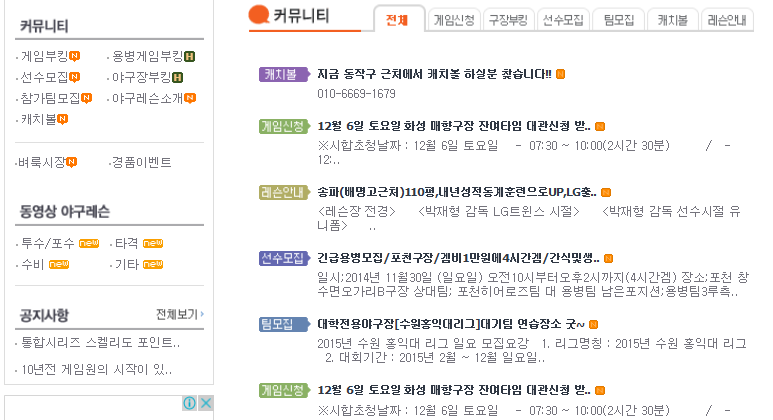 커뮤니티
· 게임부킹 N · 용병게임부킹 H
· 선수모집 N · 야구장부킹 H
· 참가팀모집 N · 야구레슨소개 N
· 캐치볼 N
· 벼룩시장 N · 경품이벤트
동영상 야구레슨
· 투수/포수 new · 타격 new
· 수비 new · 기타 new
공지사항 전체보기 ›
· 통합시리즈 스켈리도 포인트..
· 10년전 게임원의 시작이 있..
커뮤니티 전체 게임신청 구장부킹 선수모집 팀모집 캐치볼 레슨안내
캐치볼 지금 동작구 근처에서 캐치볼 하실분 찾습니다!! N
010-6669-1679
게임신청 12월 6일 토요일 화성 매향구장 잔여타임 대관신청 받.. N
※시합초청날짜 : 12월 6일 토요일 - 07:30 ~ 10:00(2시간 30분) / -
12:..
레슨안내 송파(배명고근처)110평,내년성적동계훈련으로UP,LG출.. N
<레슨장 전경> <박재형 감독 LG트윈스 시절> <박재형 감독 선수시절 유
니폼> ..
선수모집 긴급용병모집/포천구장/겜비1만원에4시간겜/간식및생.. N
일시;2014년 11월30일 (일요일) 오전10시부터오후2시까지(4시간겜) 장소;포천 창
수면오가리B구장 상대팀; 포천히어로즈팀 대 용병팀 남은포지션;용병팀3루측..
팀모집 대학전용야구장[수원홍익대리그]대기팀 연습장소 굿~ N
2015년 수원 홍익대 리그 일요 모집요강 1. 리그명칭 : 2015년 수원 홍익대 리그
2. 대회기간 : 2015년 2월 ~ 12월 일요일..
게임신청 12월 6일 토요일 화성 매향구장 잔여타임 대관신청 받.. N
※시합초청날짜 : 12월 6일 토요일 - 07:30 ~ 10:00(2시간 30분) / -